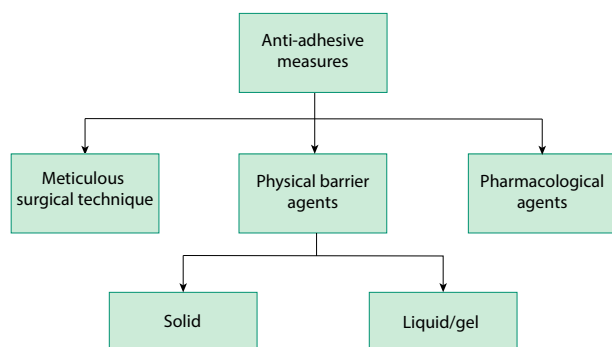 Anti-adhesive
measures
Meticulous
surgical technique
Physical barrier
agents
Pharmacological
agents
Solid
Liquid/gel